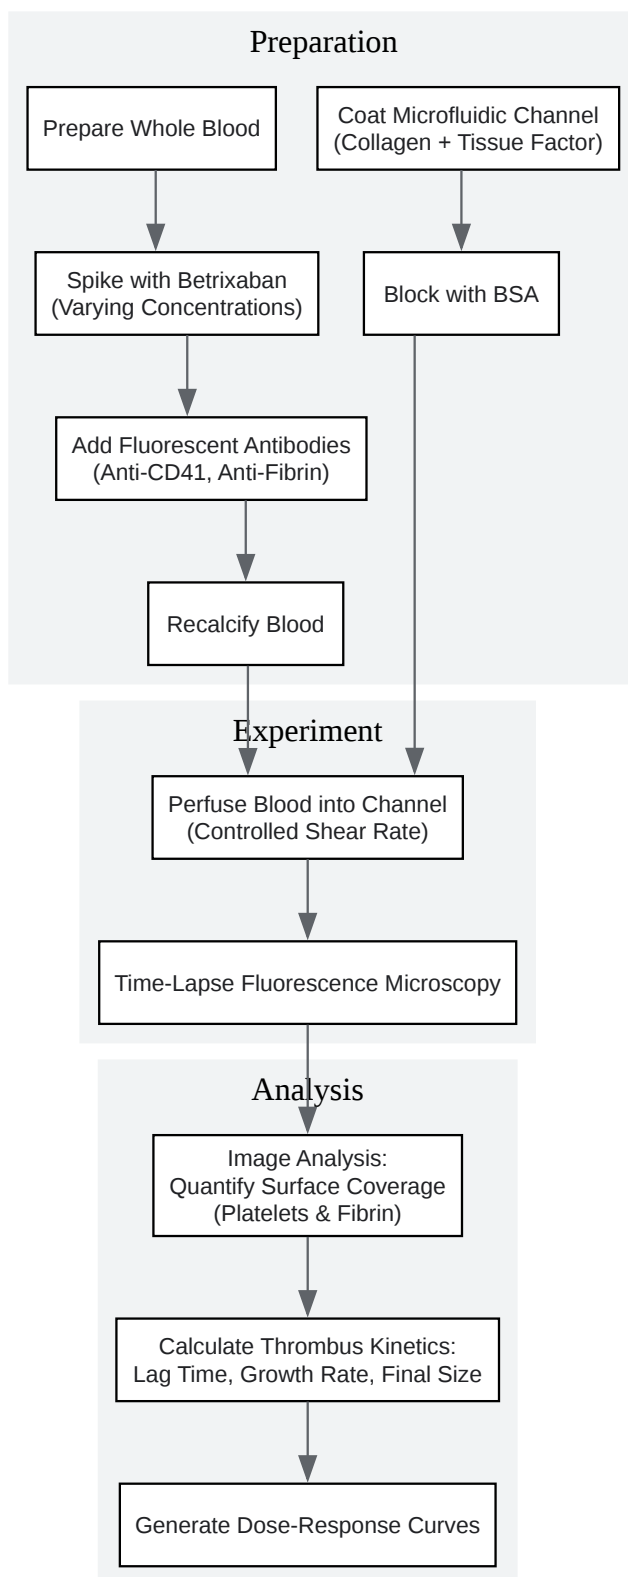 Preparation
Prepare Whole Blood
Coat Microfluidic Channel
(Collagen + Tissue Factor)
Spike with Betrixaban
(Varying Concentrations)
Block with BSA
Add Fluorescent Antibodies
(Anti-CD41, Anti-Fibrin)
Recalcify Blood
Experiment
Perfuse Blood into Channel
(Controlled Shear Rate)
Time-Lapse Fluorescence Microscopy
Analysis
Image Analysis:
Quantify Surface Coverage
(Platelets & Fibrin)
Calculate Thrombus Kinetics:
Lag Time, Growth Rate, Final Size
Generate Dose-Response Curves